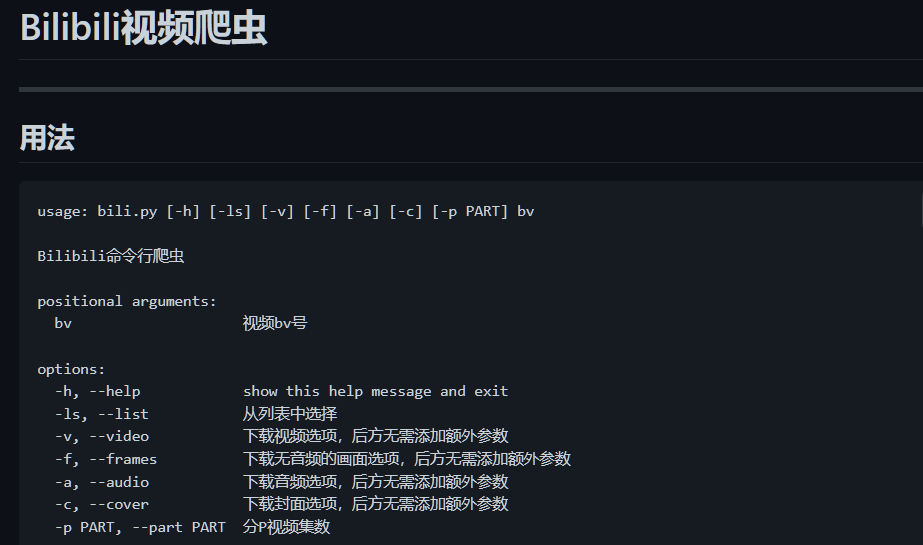 Bilibili视频爬虫
用法
usage: bili.py [-h] [-ls] [-v] [-f] [-a] [-c] [-p PART] bv
Bilibili命令行爬虫
positional arguments:
bv 视频bv号
options:
-h, --help show this help message and exit
-ls, --list 从列表中选择
-v, --video 下载视频选项，后方无需添加额外参数
-f, --frames 下载无音频的画面选项，后方无需添加额外参数
-a, --audio 下载音频选项，后方无需添加额外参数
-c, --cover 下载封面选项，后方无需添加额外参数
-p PART, --part PART 分P视频集数